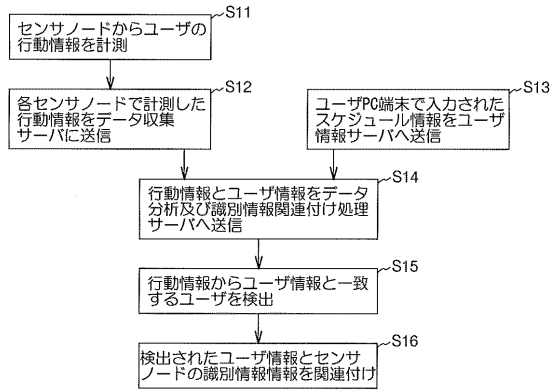 S11
センサノードからユーザの
行動情報を計測
S12
各センサノードで計測した
行動情報をデータ収集
サーバに送信
S13
ユーザPC端末で入力された
スケジュール情報をユーザ
情報サーバへ送信
S14
行動情報とユーザ情報をデータ
分析及び識別情報関連付け処理
サーバへ送信
S15
行動情報からユーザ情報と一致
するユーザを検出
S16
検出されたユーザ情報とセンサ
ノードの識別情報情報を関連付け